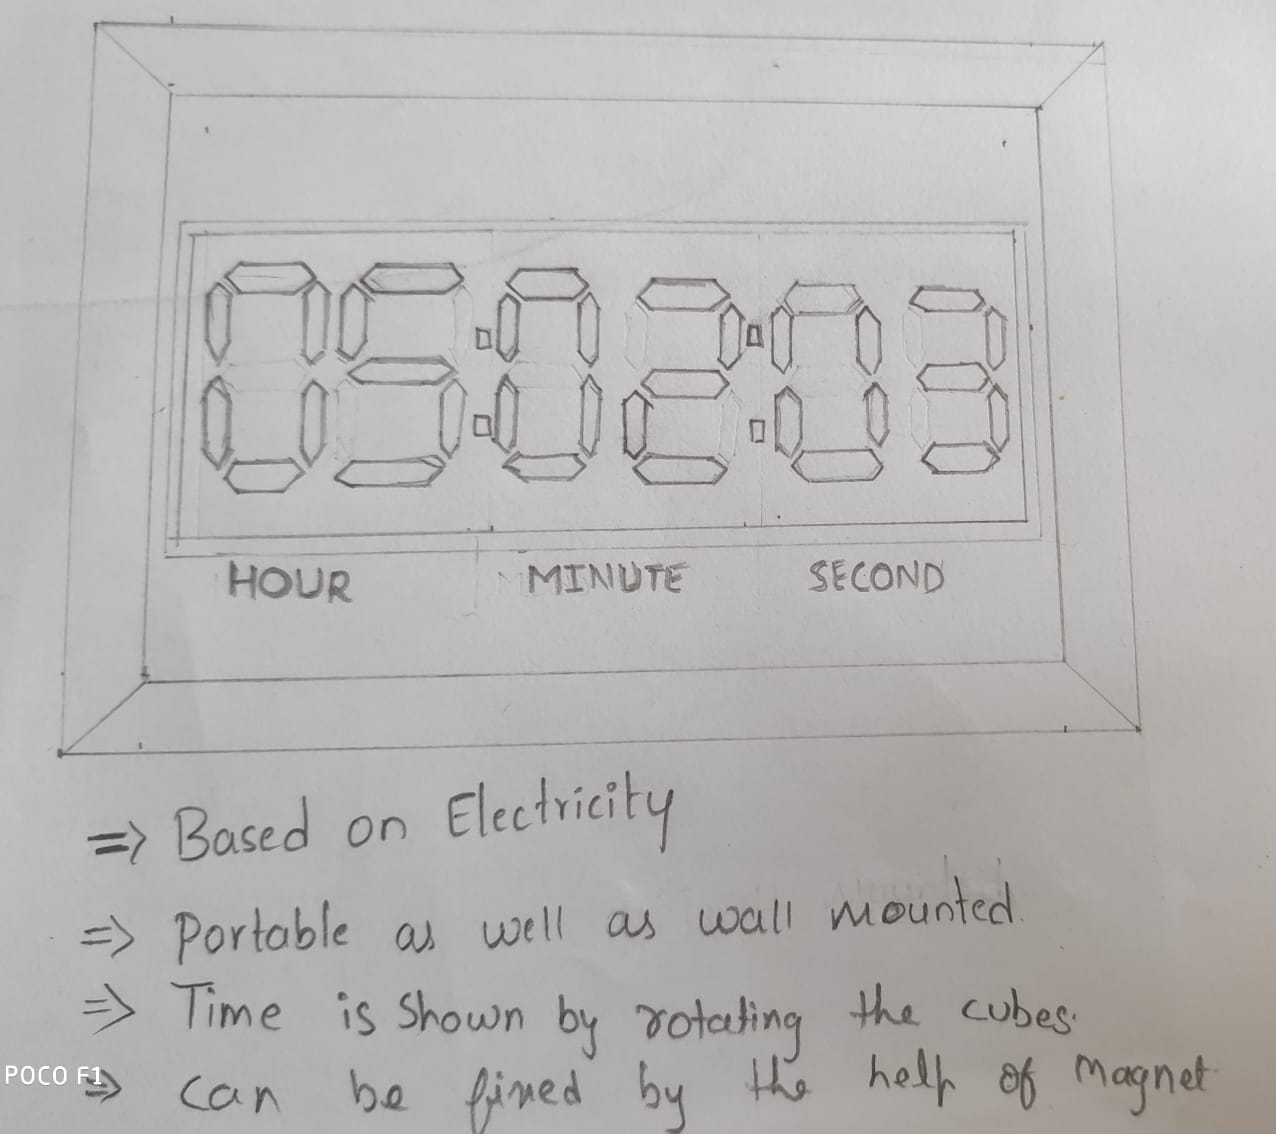 05:02:03
HOUR MINUTE SECOND
=> Based on Electricity
=> Portable as well as wall mounted.
=> Time is shown by rotating the cubes.
=> can be fixed by the help of magnet
POCO F1